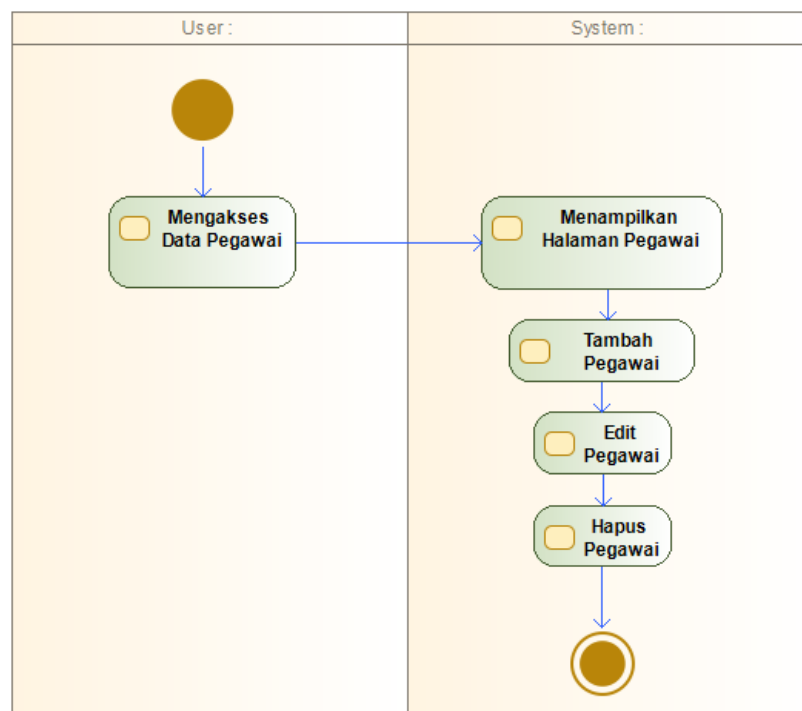 User :
System :
Mengakses
Data Pegawai
Menampilkan
Halaman Pegawai
Tambah
Pegawai
Edit
Pegawai
Hapus
Pegawai